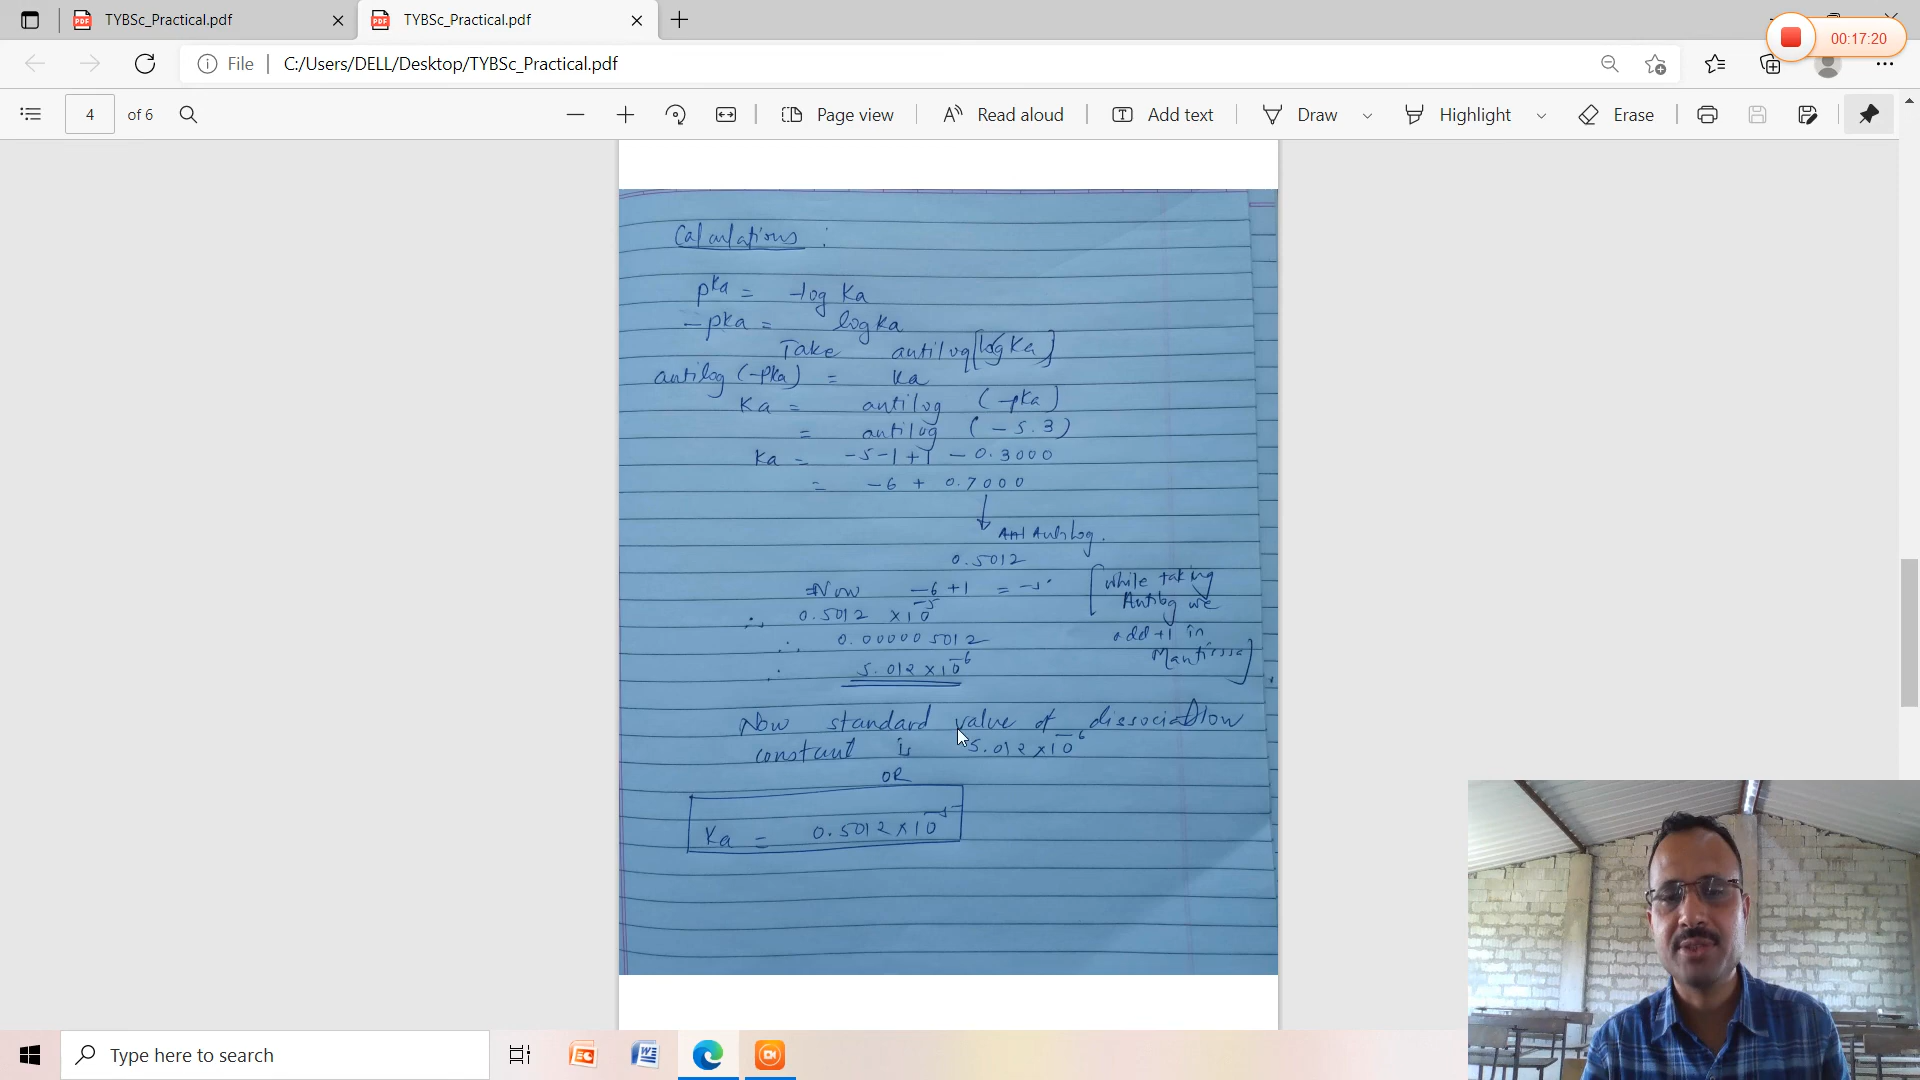 TYBSc_Practical.pdf
TYBSc_Practical.pdf
00:17:20
File
C:/Users/DELL/Desktop/TYBSc_Practical.pdf
4 of 6
Page view
Read aloud
Add text
Draw
Highlight
Erase
Calculations :
pKa = -log Ka
-pKa = log Ka
Take antilog [log Ka]
antilog (-pKa) = Ka
Ka = antilog (-pKa)
= antilog (-5.3)
Ka = -5-1+1 - 0.3000
= -6 + 0.7000
Antilog.
0.5012
Now -6+1 = -5
[while taking
Antilog we
add +1 in
Mantissa]
∴ 0.5012 x10⁻⁵
∴ 0.000005012
∴ 5.012 x10⁻⁶
Now standard value of dissociation
constant is 5.012 x10⁻⁶
OR
Ka = 0.5012 x10⁻⁵
Type here to search